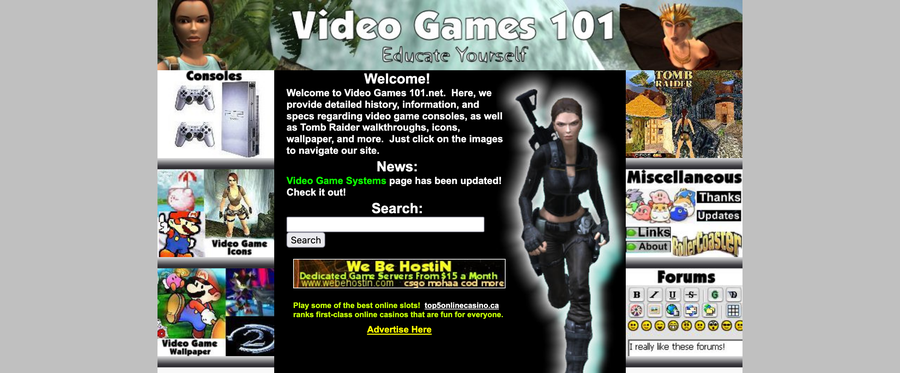 Video Games 101
Educate Yourself
Consoles
Video Game
Icons
Video Game
Wallpaper
Welcome!
Welcome to Video Games 101.net. Here, we
provide detailed history, information, and
specs regarding video game consoles, as well
as Tomb Raider walkthroughs, icons,
wallpaper, and more. Just click on the images
to navigate our site.
News:
Video Game Systems page has been updated!
Check it out!
Search:
Search
We Be HostiN
Dedicated Game Servers From $15 a Month
www.webehostin.com csgo mohaa cod more
Play some of the best online slots! top5onlinecasino.ca
ranks first-class online casinos that are fun for everyone.
Advertise Here
TOMB
RAIDER
Miscellaneous
Thanks
Updates
Links
About
RollerCoaster
Forums
B I U S G
I really like these forums!